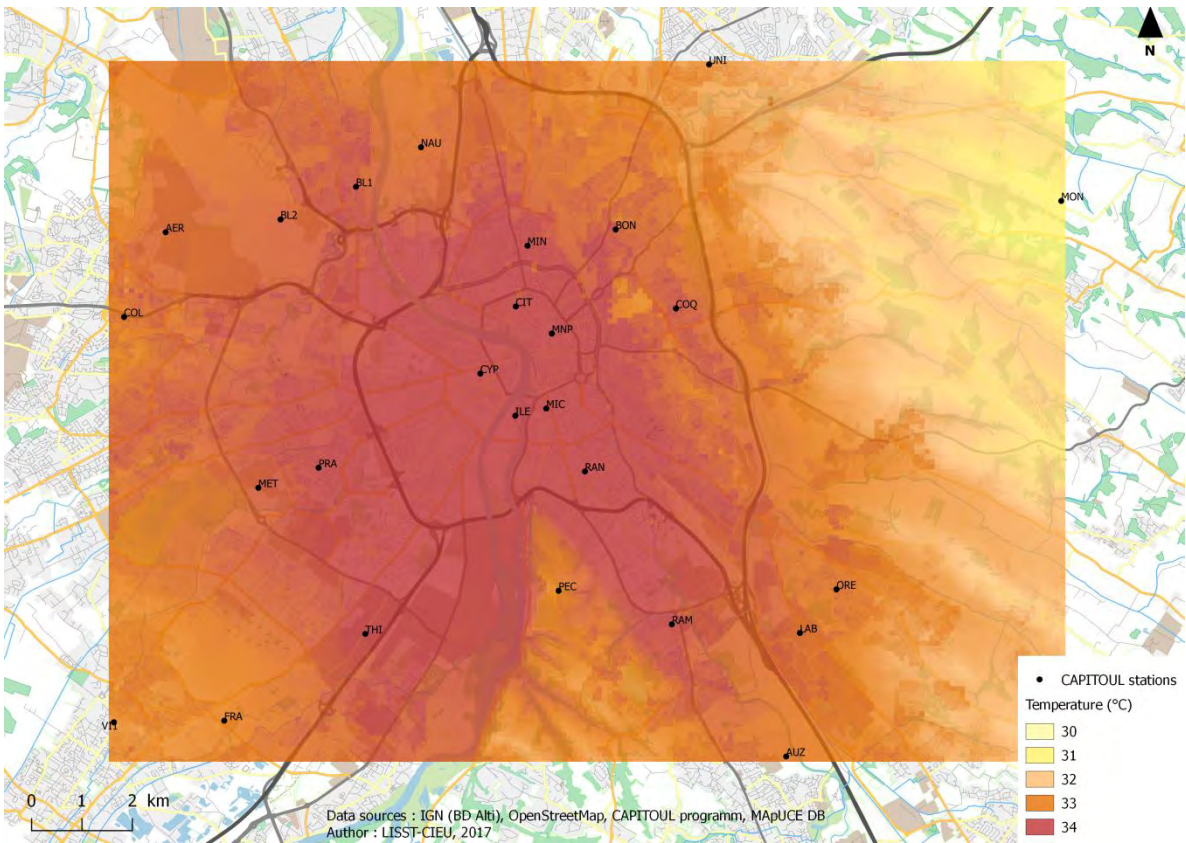 N
UNI
NAU
BL1
MON
BL2
AER
BON
MIN
CIT
COQ
COL
MNP
CYP
MIC
ILE
PRA
RAN
MET
PEC
ORE
THI
RAM
LAB
FRA
AUZ
CAPITOUL stations
Temperature (°C)
30
31
32
33
34
0 1 2 km
Data sources : IGN (BD Alti), OpenStreetMap, CAPITOUL programm, MApUCE DB
Author : LISST-CIEU, 2017